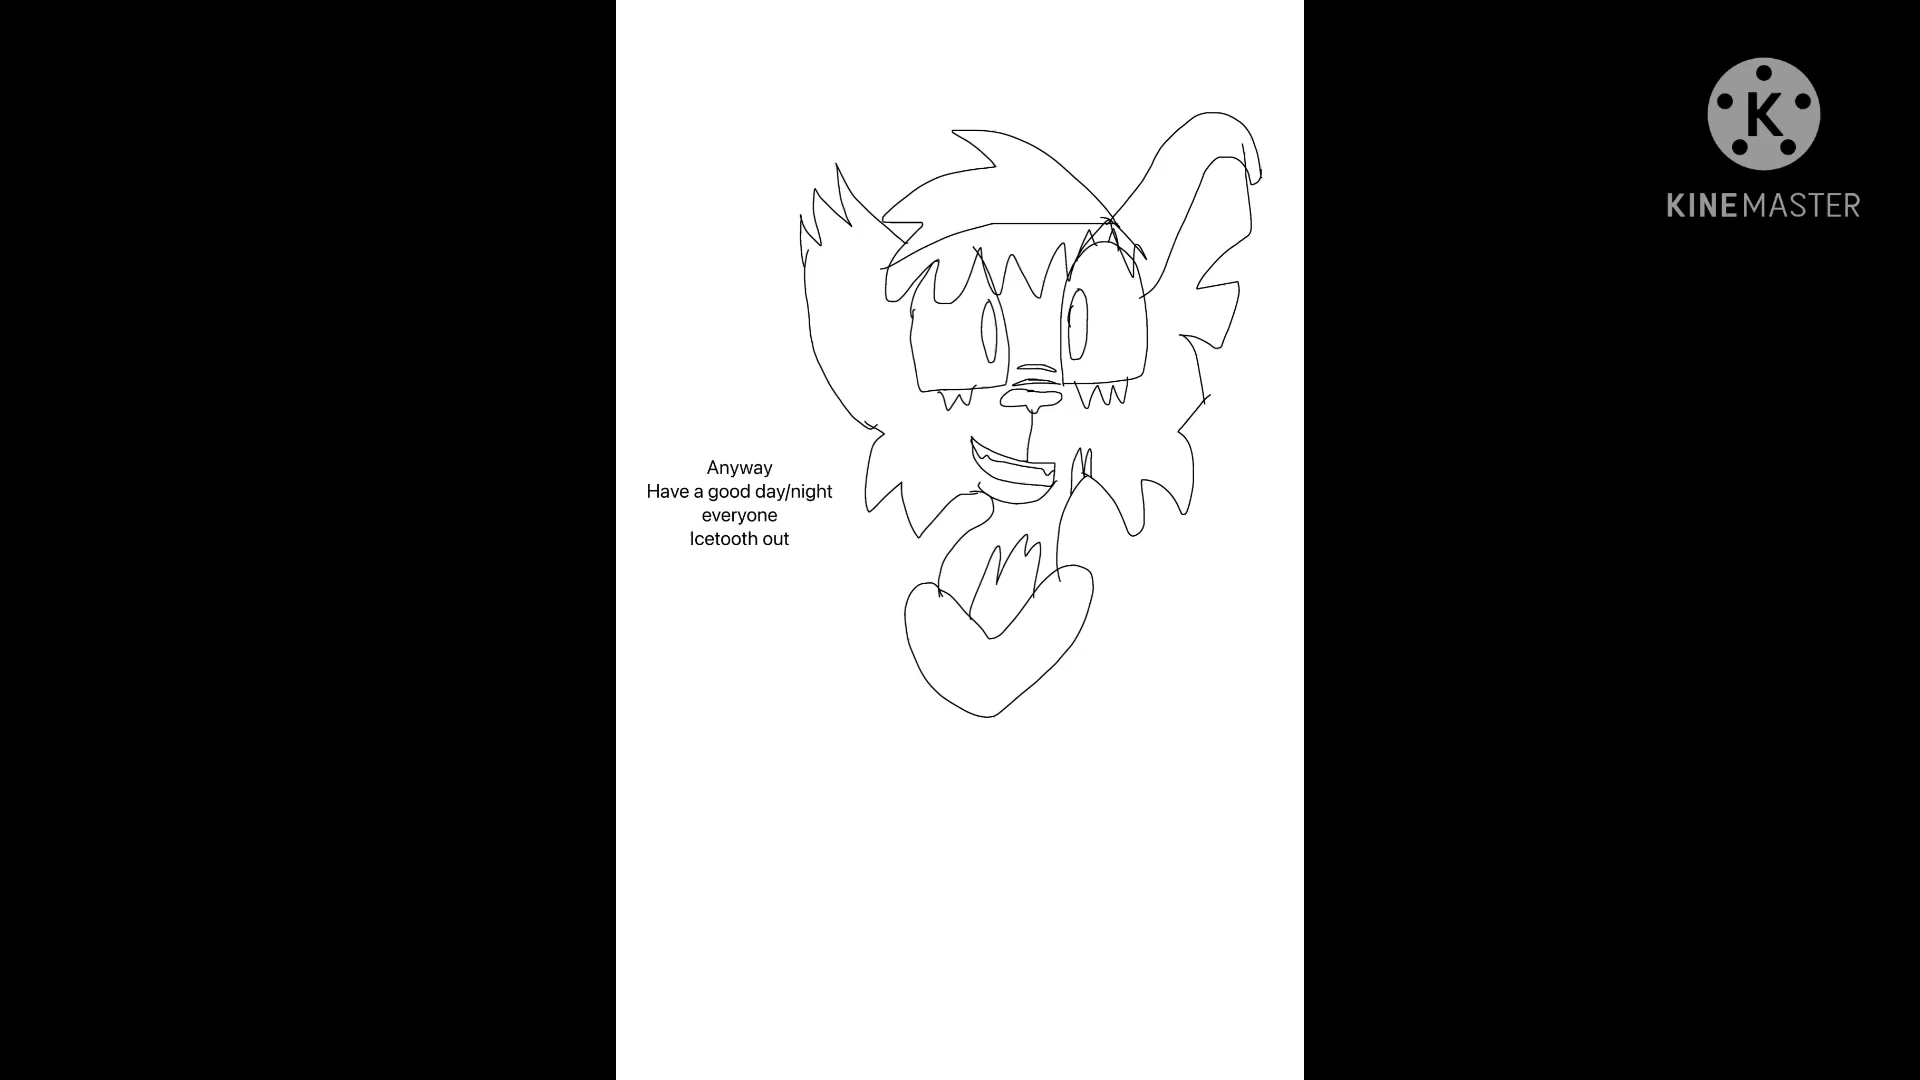 Anyway
Have a good day/night
everyone
Icetooth out
K
KINEMASTER